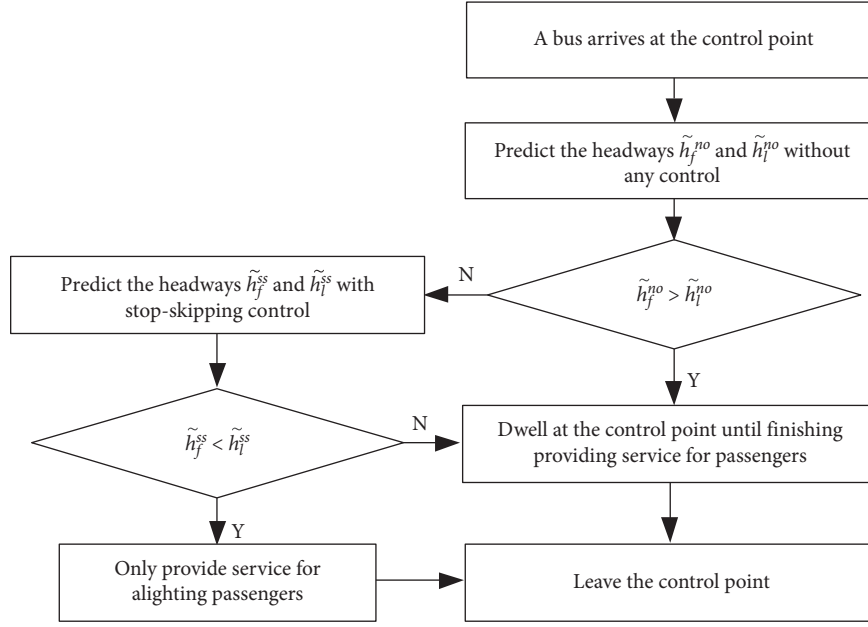 A bus arrives at the control point
Predict the headways h̃_f^no and h̃_l^no without
any control
h̃_f^no > h̃_l^no
N
Y
Predict the headways h̃_f^ss and h̃_l^ss with
stop-skipping control
h̃_f^ss < h̃_l^ss
N
Y
Dwell at the control point until finishing
providing service for passengers
Only provide service for
alighting passengers
Leave the control point